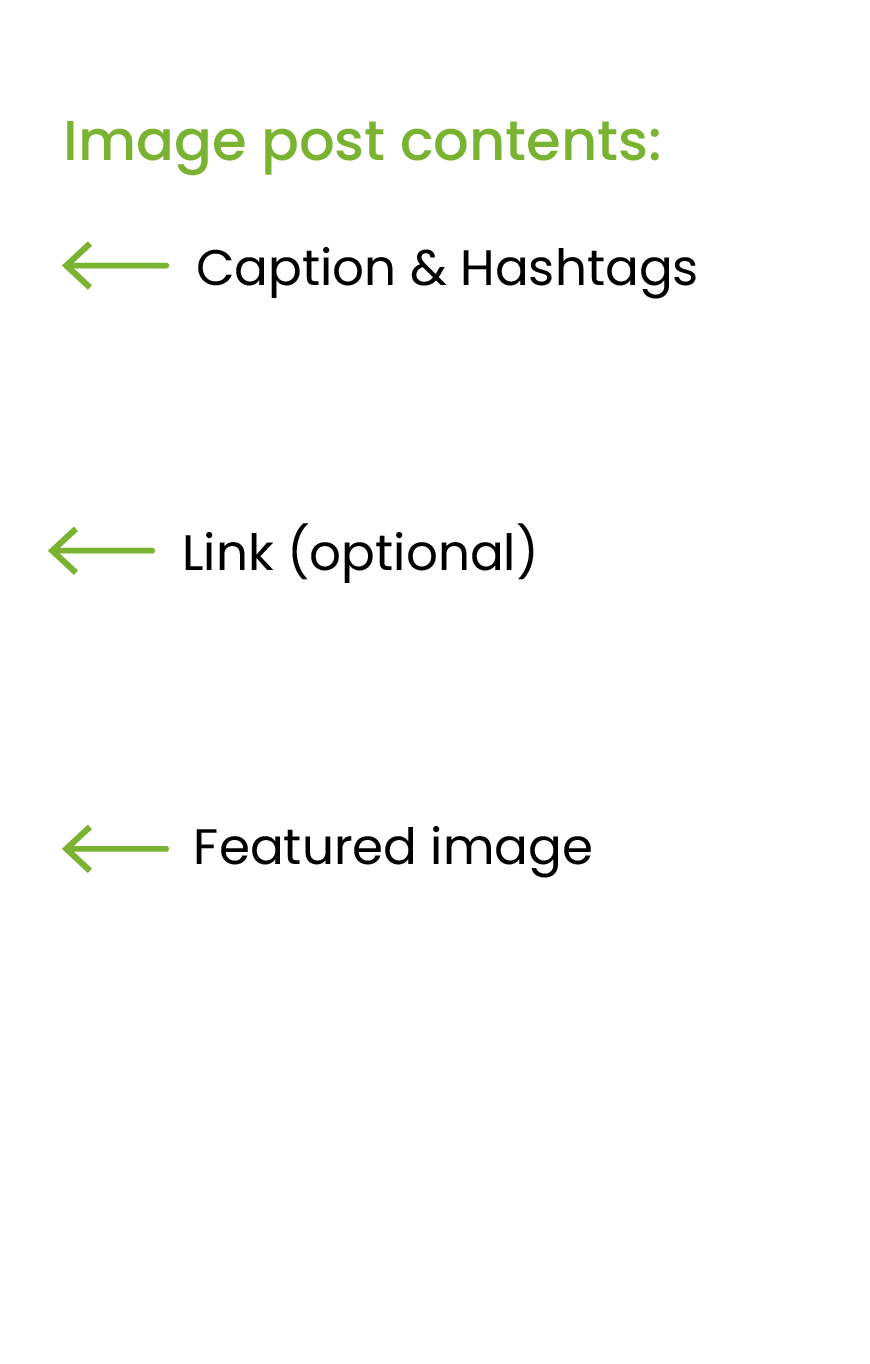 Image post contents:
Caption & Hashtags
Link (optional)
Featured image